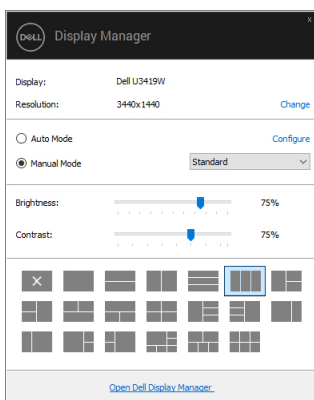 x
DELL Display Manager
Display: Dell U3419W
Resolution: 3440x1440 Change
Auto Mode Configure
Manual Mode Standard
Brightness: 75%
Contrast: 75%
Open Dell Display Manager